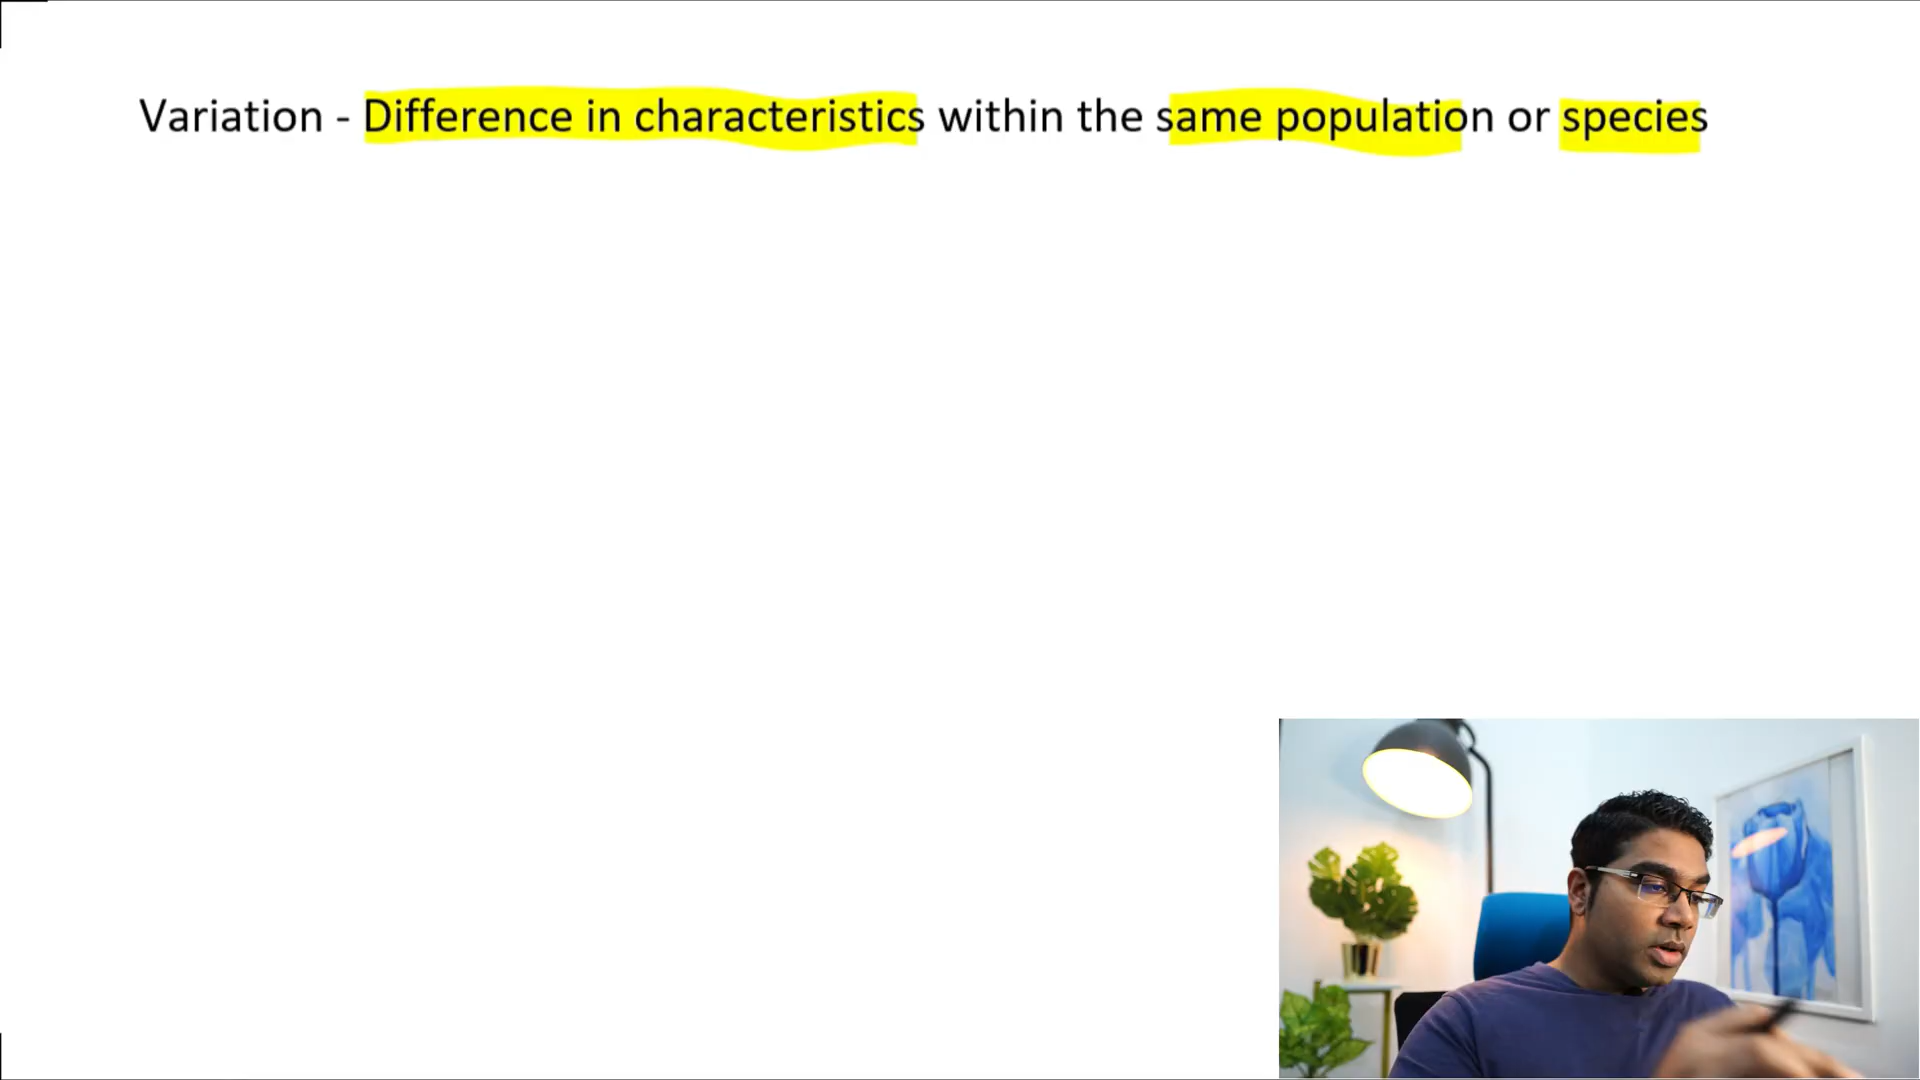 Variation - Difference in characteristics within the same population or species